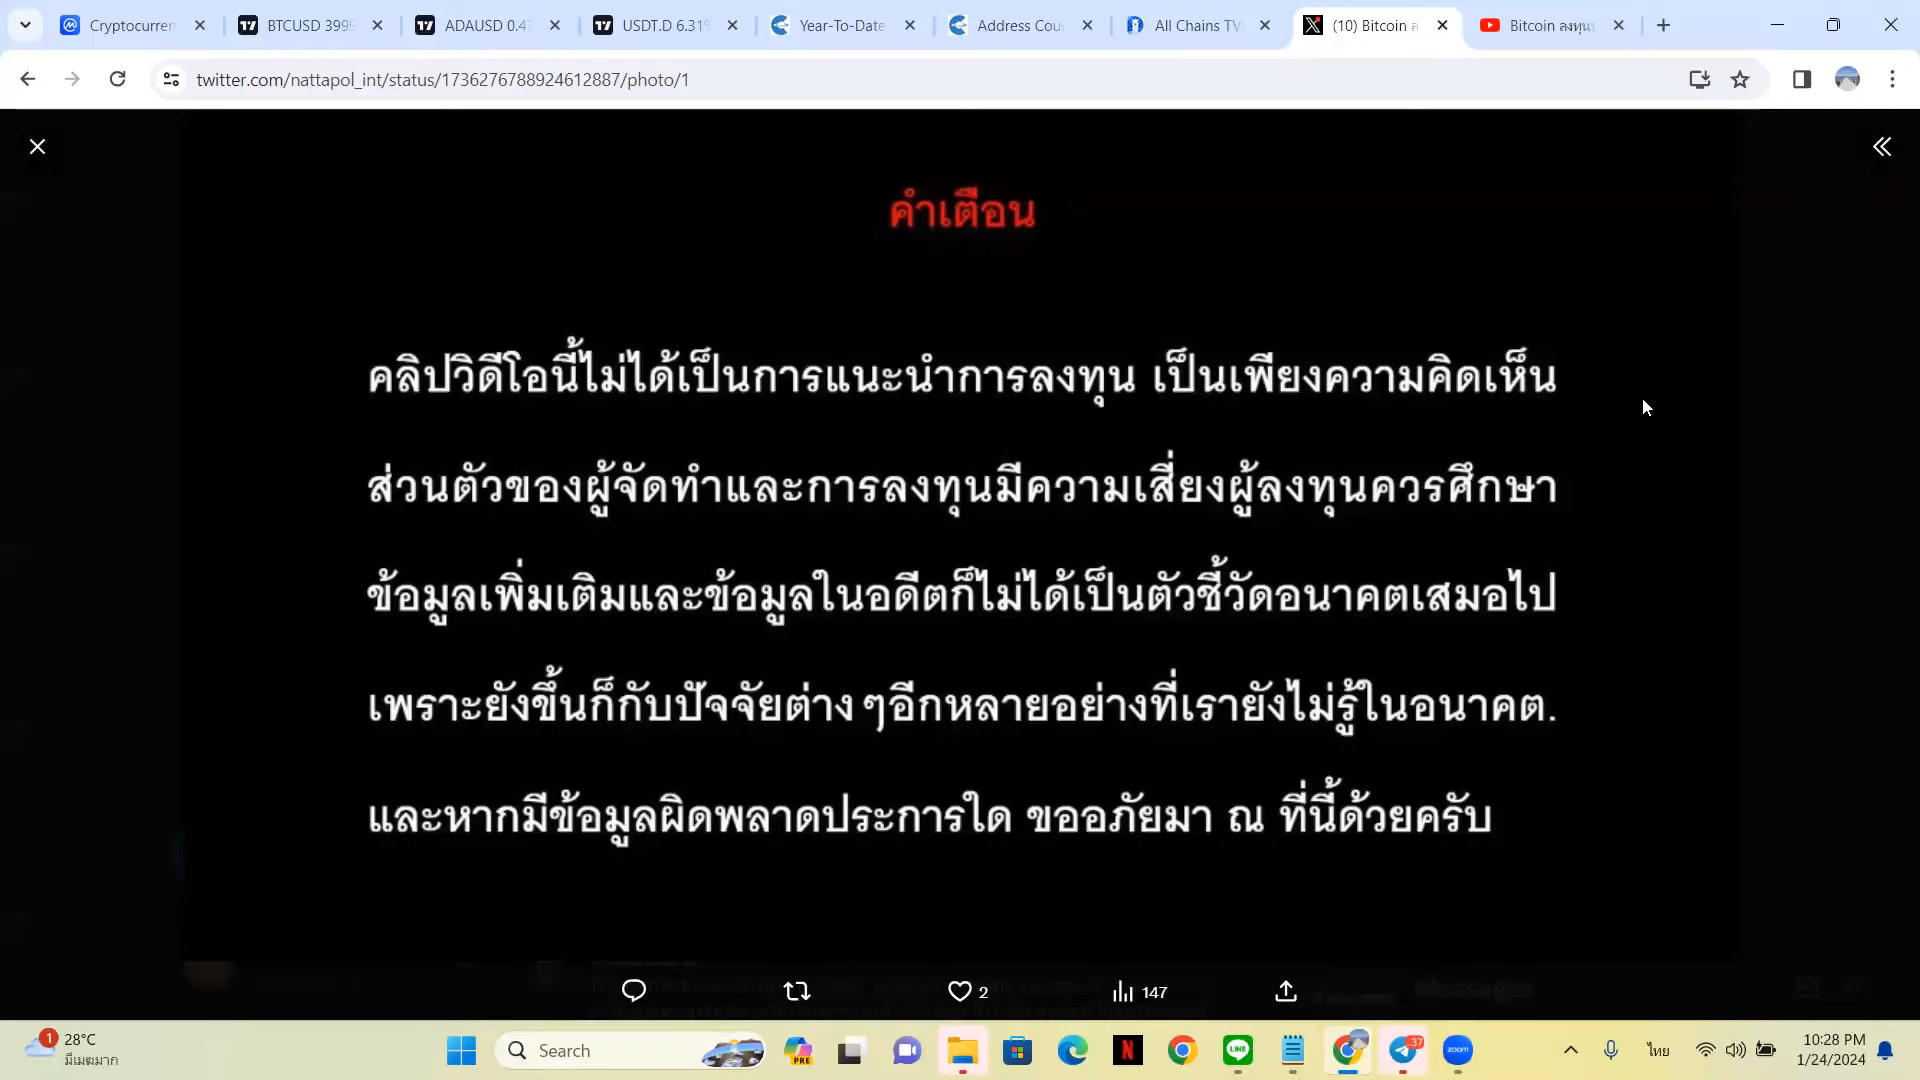 Cryptocurren
BTCUSD 3999
ADAUSD 0.47
USDT.D 6.31%
Year-To-Date
Address Cou
All Chains TV
(10) Bitcoin ล
Bitcoin ลงทุน
twitter.com/nattapol_int/status/1736276788924612887/photo/1
คำเตือน
คลิปวิดีโอนี้ไม่ได้เป็นการแนะนำการลงทุน เป็นเพียงความคิดเห็น
ส่วนตัวของผู้จัดทำและการลงทุนมีความเสี่ยงผู้ลงทุนควรศึกษา
ข้อมูลเพิ่มเติมและข้อมูลในอดีตก็ไม่ได้เป็นตัวชี้วัดอนาคตเสมอไป
เพราะยังขึ้นก็กับปัจจัยต่าง ๆอีกหลายอย่างที่เรายังไม่รู้ในอนาคต.
และหากมีข้อมูลผิดพลาดประการใด ขออภัยมา ณ ที่นี้ด้วยครับ
2
147
Messages
1
28°C
มีเมฆมาก
Search
PRE
N
LINE
37
zoom
ไทย
10:28 PM
1/24/2024